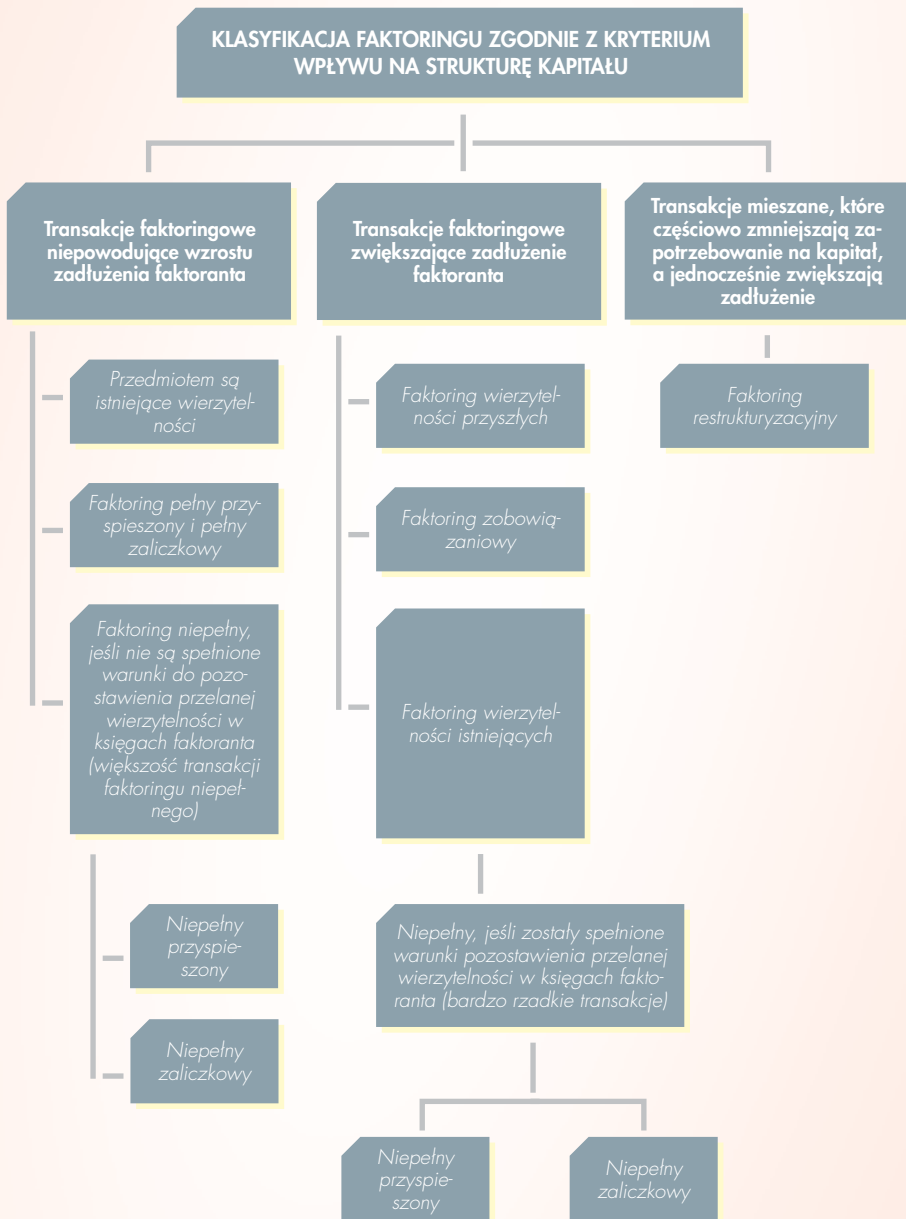 KLASYFIKACJA FAKTORINGU ZGODNIE Z KRYTERIUM
WPŁYWU NA STRUKTURĘ KAPITAŁU
Transakcje faktoringowe
niepowodujące wzrostu
zadłużenia faktoranta
Transakcje faktoringowe
zwiększające zadłużenie
faktoranta
Transakcje mieszane, które
częściowo zmniejszają za-
potrzebowanie na kapitał,
a jednocześnie zwiększają
zadłużenie
Przedmiotem są
istniejące wierzytel-
ności
Faktoring pełny przy-
spieszony i pełny
zaliczkowy
Faktoring niepełny,
jeśli nie są spełnione
warunki do pozo-
stawienia przelanej
wierzytelności w
księgach faktoranta
(większość transakcji
faktoringu niepeł-
nego)
Niepełny
przyspie-
szony
Niepełny
zaliczkowy
Faktoring wierzytel-
ności przyszłych
Faktoring zobowią-
zaniowy
Faktoring wierzytel-
ności istniejących
Niepełny, jeśli zostały spełnione
warunki pozostawienia przelanej
wierzytelności w księgach fakto-
ranta (bardzo rzadkie transakcje)
Niepełny
przyspie-
szony
Niepełny
zaliczkowy
Faktoring
restrukturyzacyjny